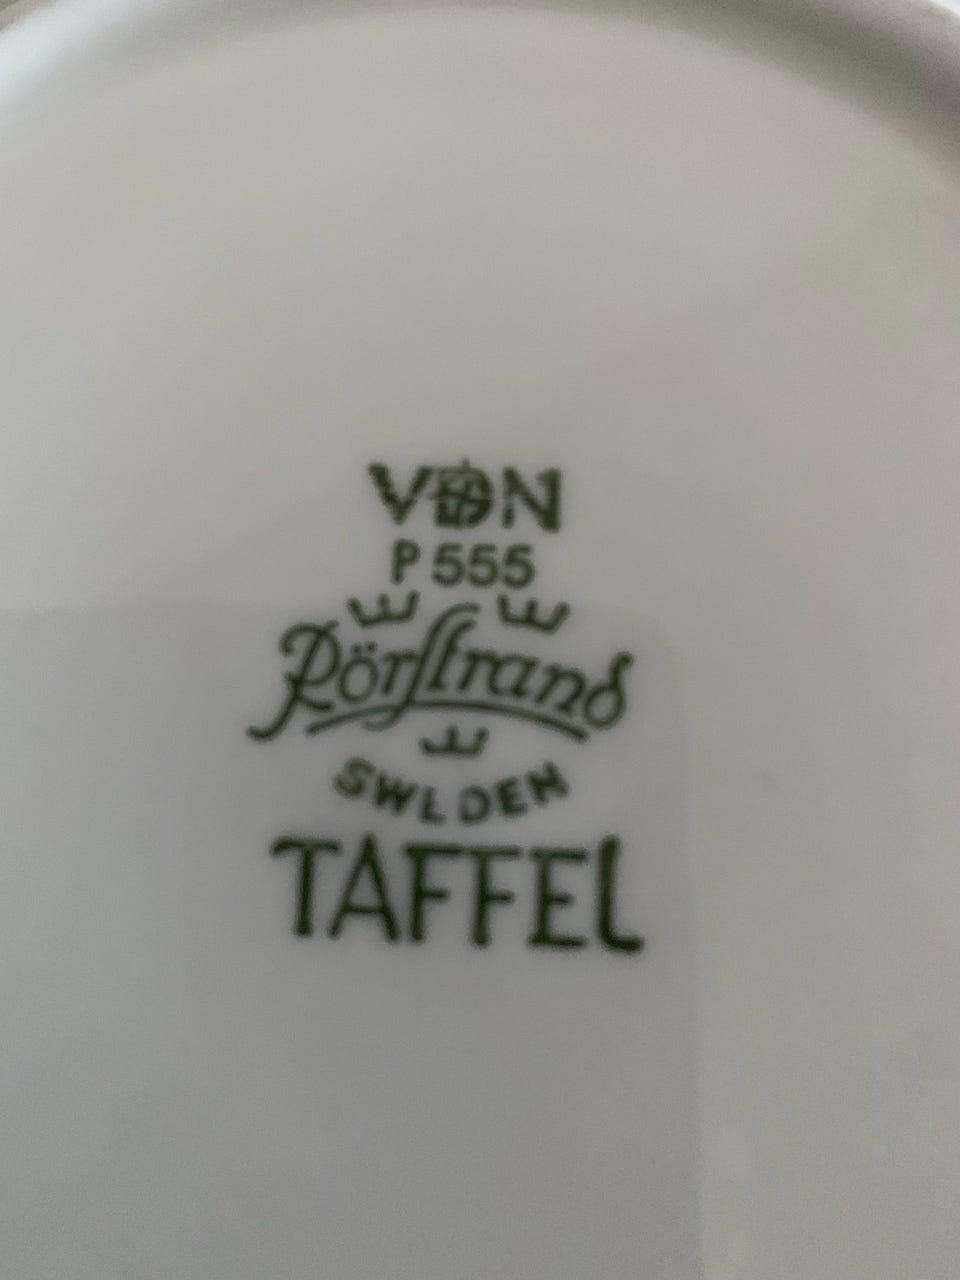 VDN
P 555
Rörstrand
SWEDEN
TAFFEL